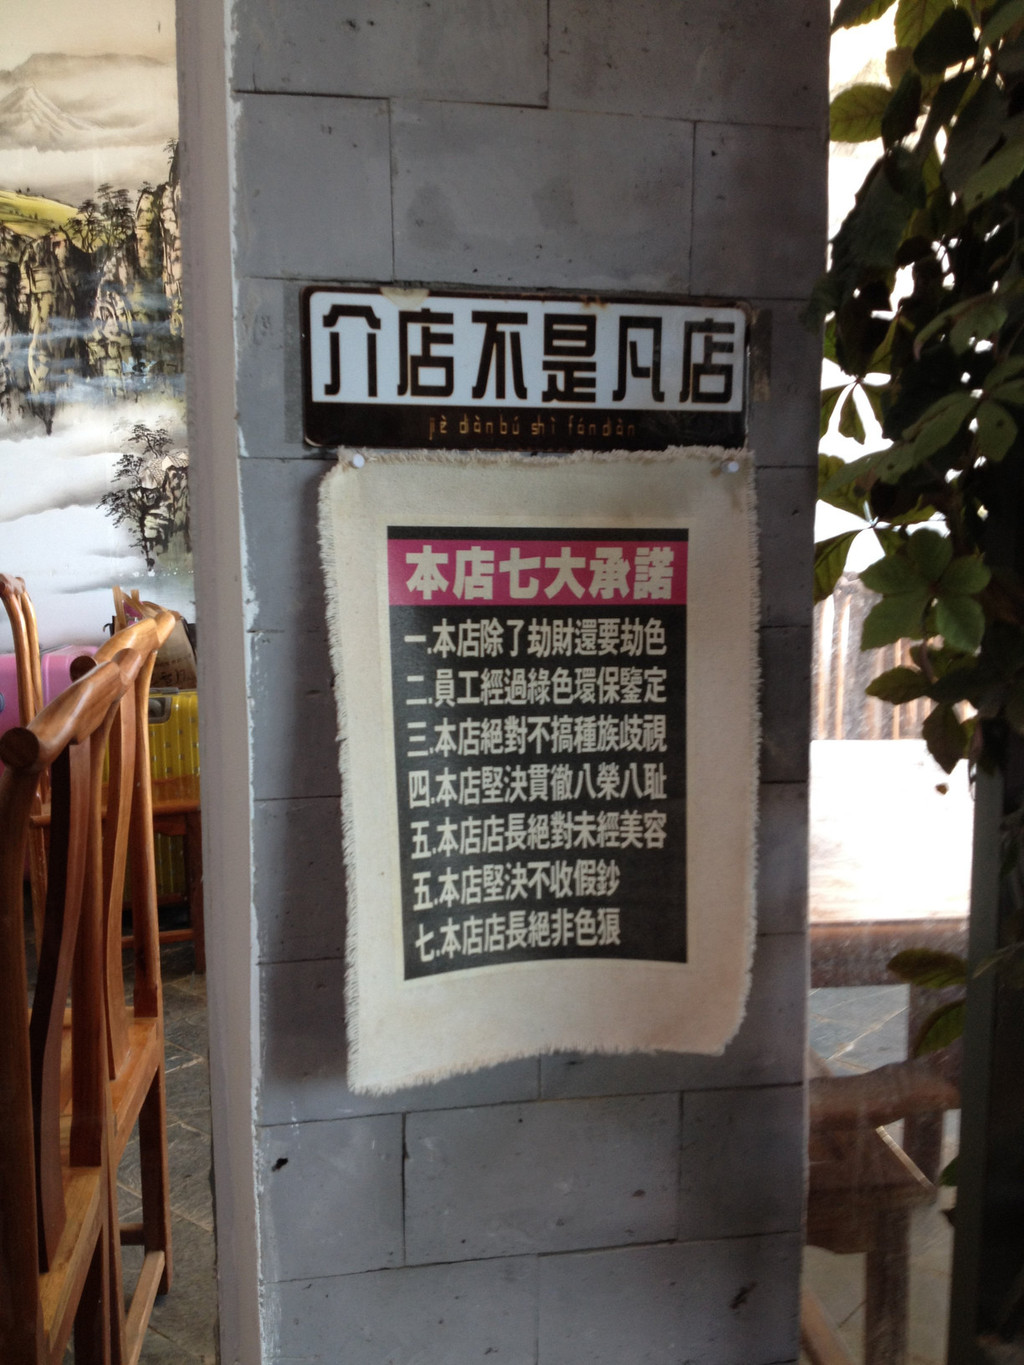 介店不是凡店
jiè diàn bú shì fán diàn
本店七大承諾
一.本店除了劫財還要劫色
二.員工經過綠色環保鑒定
三.本店絕對不搞種族歧視
四.本店堅決貫徹八榮八耻
五.本店店長絕對未經美容
五.本店堅決不收假鈔
七.本店店長絕非色狼